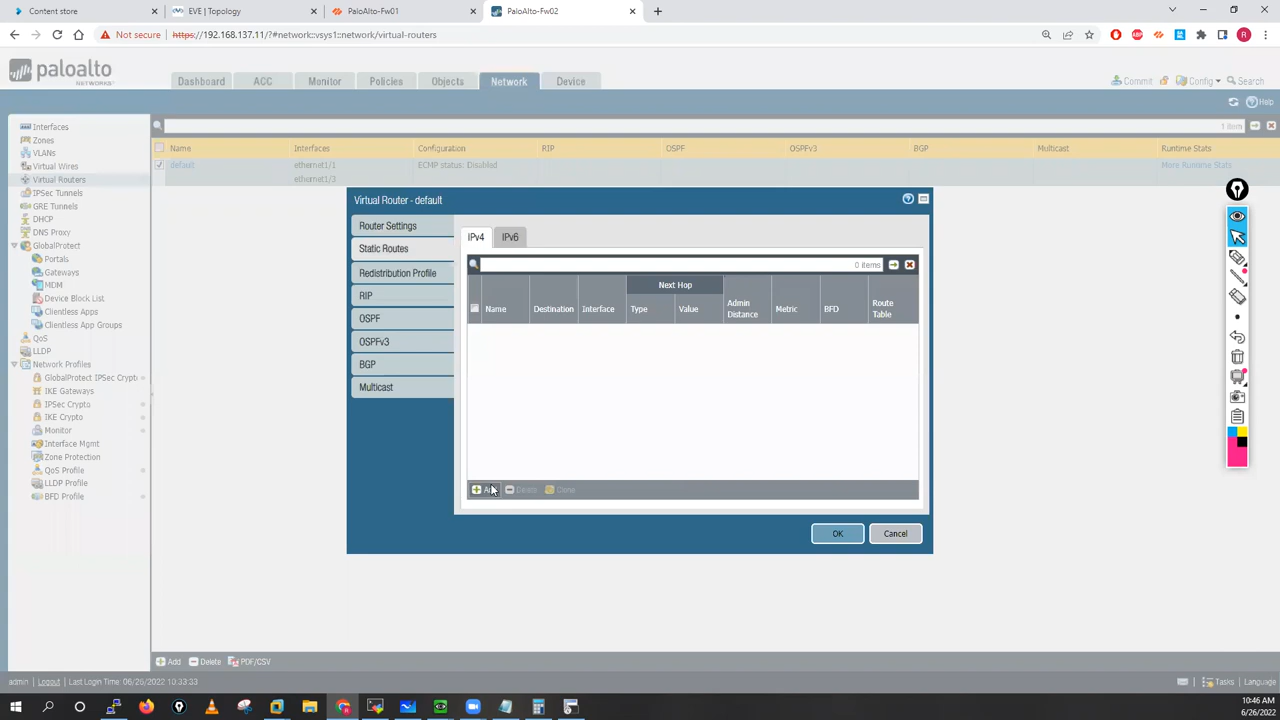 Content store
EVE | Topology
PaloAlto-Fw01
PaloAlto-Fw02
Not secure
https://192.168.137.11/?#network::vsys1::network/virtual-routers
R
paloalto
NETWORKS
Dashboard
ACC
Monitor
Policies
Objects
Network
Device
Commit
Config
Search
Help
Interfaces
Zones
VLANs
Virtual Wires
Virtual Routers
IPSec Tunnels
GRE Tunnels
DHCP
DNS Proxy
GlobalProtect
Portals
Gateways
MDM
Device Block List
Clientless Apps
Clientless App Groups
QoS
LLDP
Network Profiles
GlobalProtect IPSec Crypto
IKE Gateways
IPSec Crypto
IKE Crypto
Monitor
Interface Mgmt
Zone Protection
QoS Profile
LLDP Profile
BFD Profile
1 item
Name
Interfaces
Configuration
RIP
OSPF
OSPFv3
BGP
Multicast
Runtime Stats
default
ethernet1/1
ECMP status: Disabled
More Runtime Stats
ethernet1/3
Virtual Router - default
Router Settings
Static Routes
Redistribution Profile
RIP
OSPF
OSPFv3
BGP
Multicast
IPv4
IPv6
0 items
Next Hop
Name
Destination
Interface
Type
Value
Admin
Distance
Metric
BFD
Route
Table
Delete
Clone
OK
Cancel
Add
Delete
PDF/CSV
admin
Logout
Last Login Time: 06/26/2022 10:33:33
Tasks
Language
10:46 AM
6/26/2022